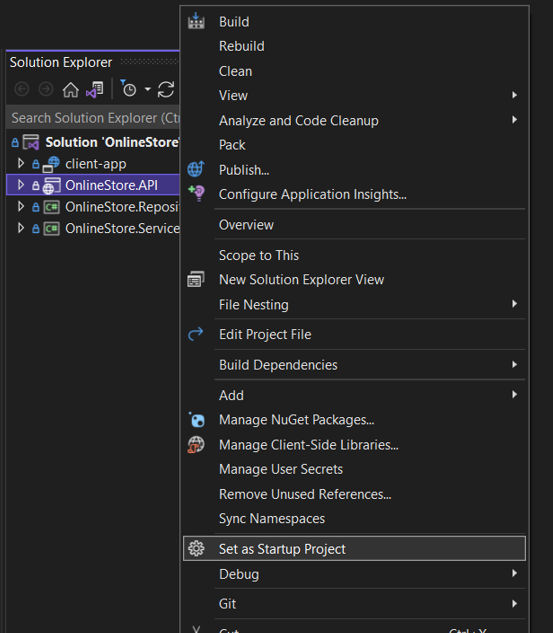 Solution Explorer
Search Solution Explorer (Ct
Solution 'OnlineStore'
client-app
OnlineStore.API
OnlineStore.Reposi
OnlineStore.Service
Build
Rebuild
Clean
View
Analyze and Code Cleanup
Pack
Publish...
Configure Application Insights...
Overview
Scope to This
New Solution Explorer View
File Nesting
Edit Project File
Build Dependencies
Add
Manage NuGet Packages...
Manage Client-Side Libraries...
Manage User Secrets
Remove Unused References...
Sync Namespaces
Set as Startup Project
Debug
Git
Cut Ctrl+X